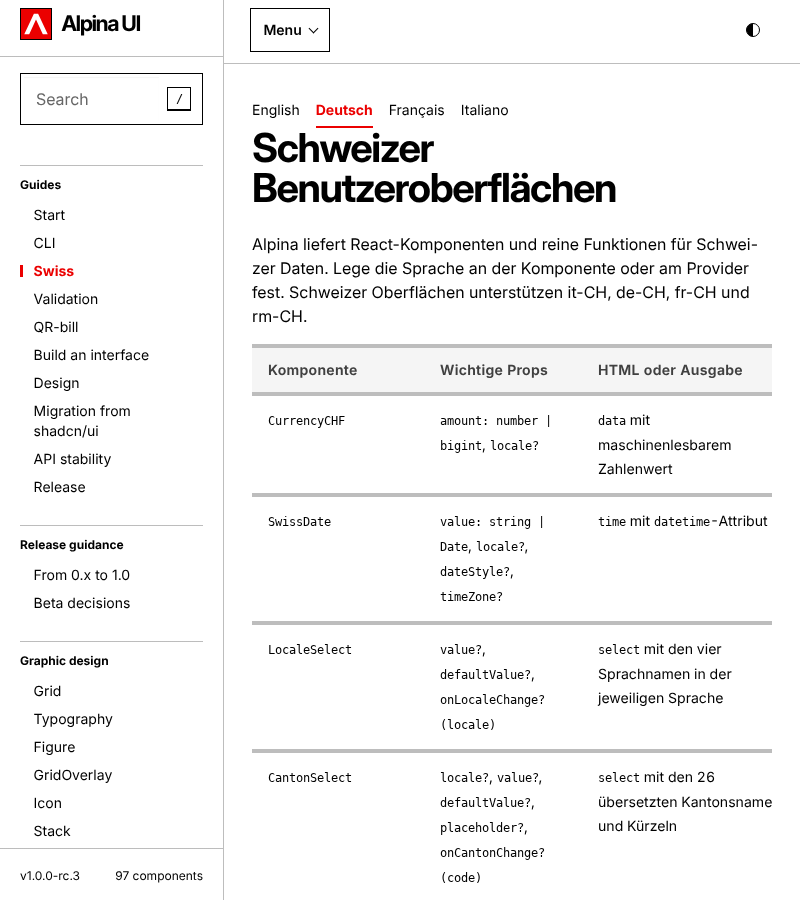 Alpina UI
Search
/
Guides
Start
CLI
Swiss
Validation
QR-bill
Build an interface
Design
Migration from
shadcn/ui
API stability
Release
Release guidance
From 0.x to 1.0
Beta decisions
Graphic design
Grid
Typography
Figure
GridOverlay
Icon
Stack
v1.0.0-rc.3 97 components
Menu
English Deutsch Français Italiano
Schweizer
Benutzeroberflächen
Alpina liefert React-Komponenten und reine Funktionen für Schwei-
zer Daten. Lege die Sprache an der Komponente oder am Provider
fest. Schweizer Oberflächen unterstützen it-CH, de-CH, fr-CH und
rm-CH.
Komponente Wichtige Props HTML oder Ausgabe
CurrencyCHF
amount: number |
bigint, locale?
data mit
maschinenlesbarem
Zahlenwert
SwissDate
value: string |
Date, locale?,
dateStyle?,
timeZone?
time mit datetime-Attribut
LocaleSelect
value?,
defaultValue?,
onLocaleChange?
(locale)
select mit den vier
Sprachnamen in der
jeweiligen Sprache
CantonSelect
locale?, value?,
defaultValue?,
placeholder?,
onCantonChange?
(code)
select mit den 26
übersetzten Kantonsname
und Kürzeln